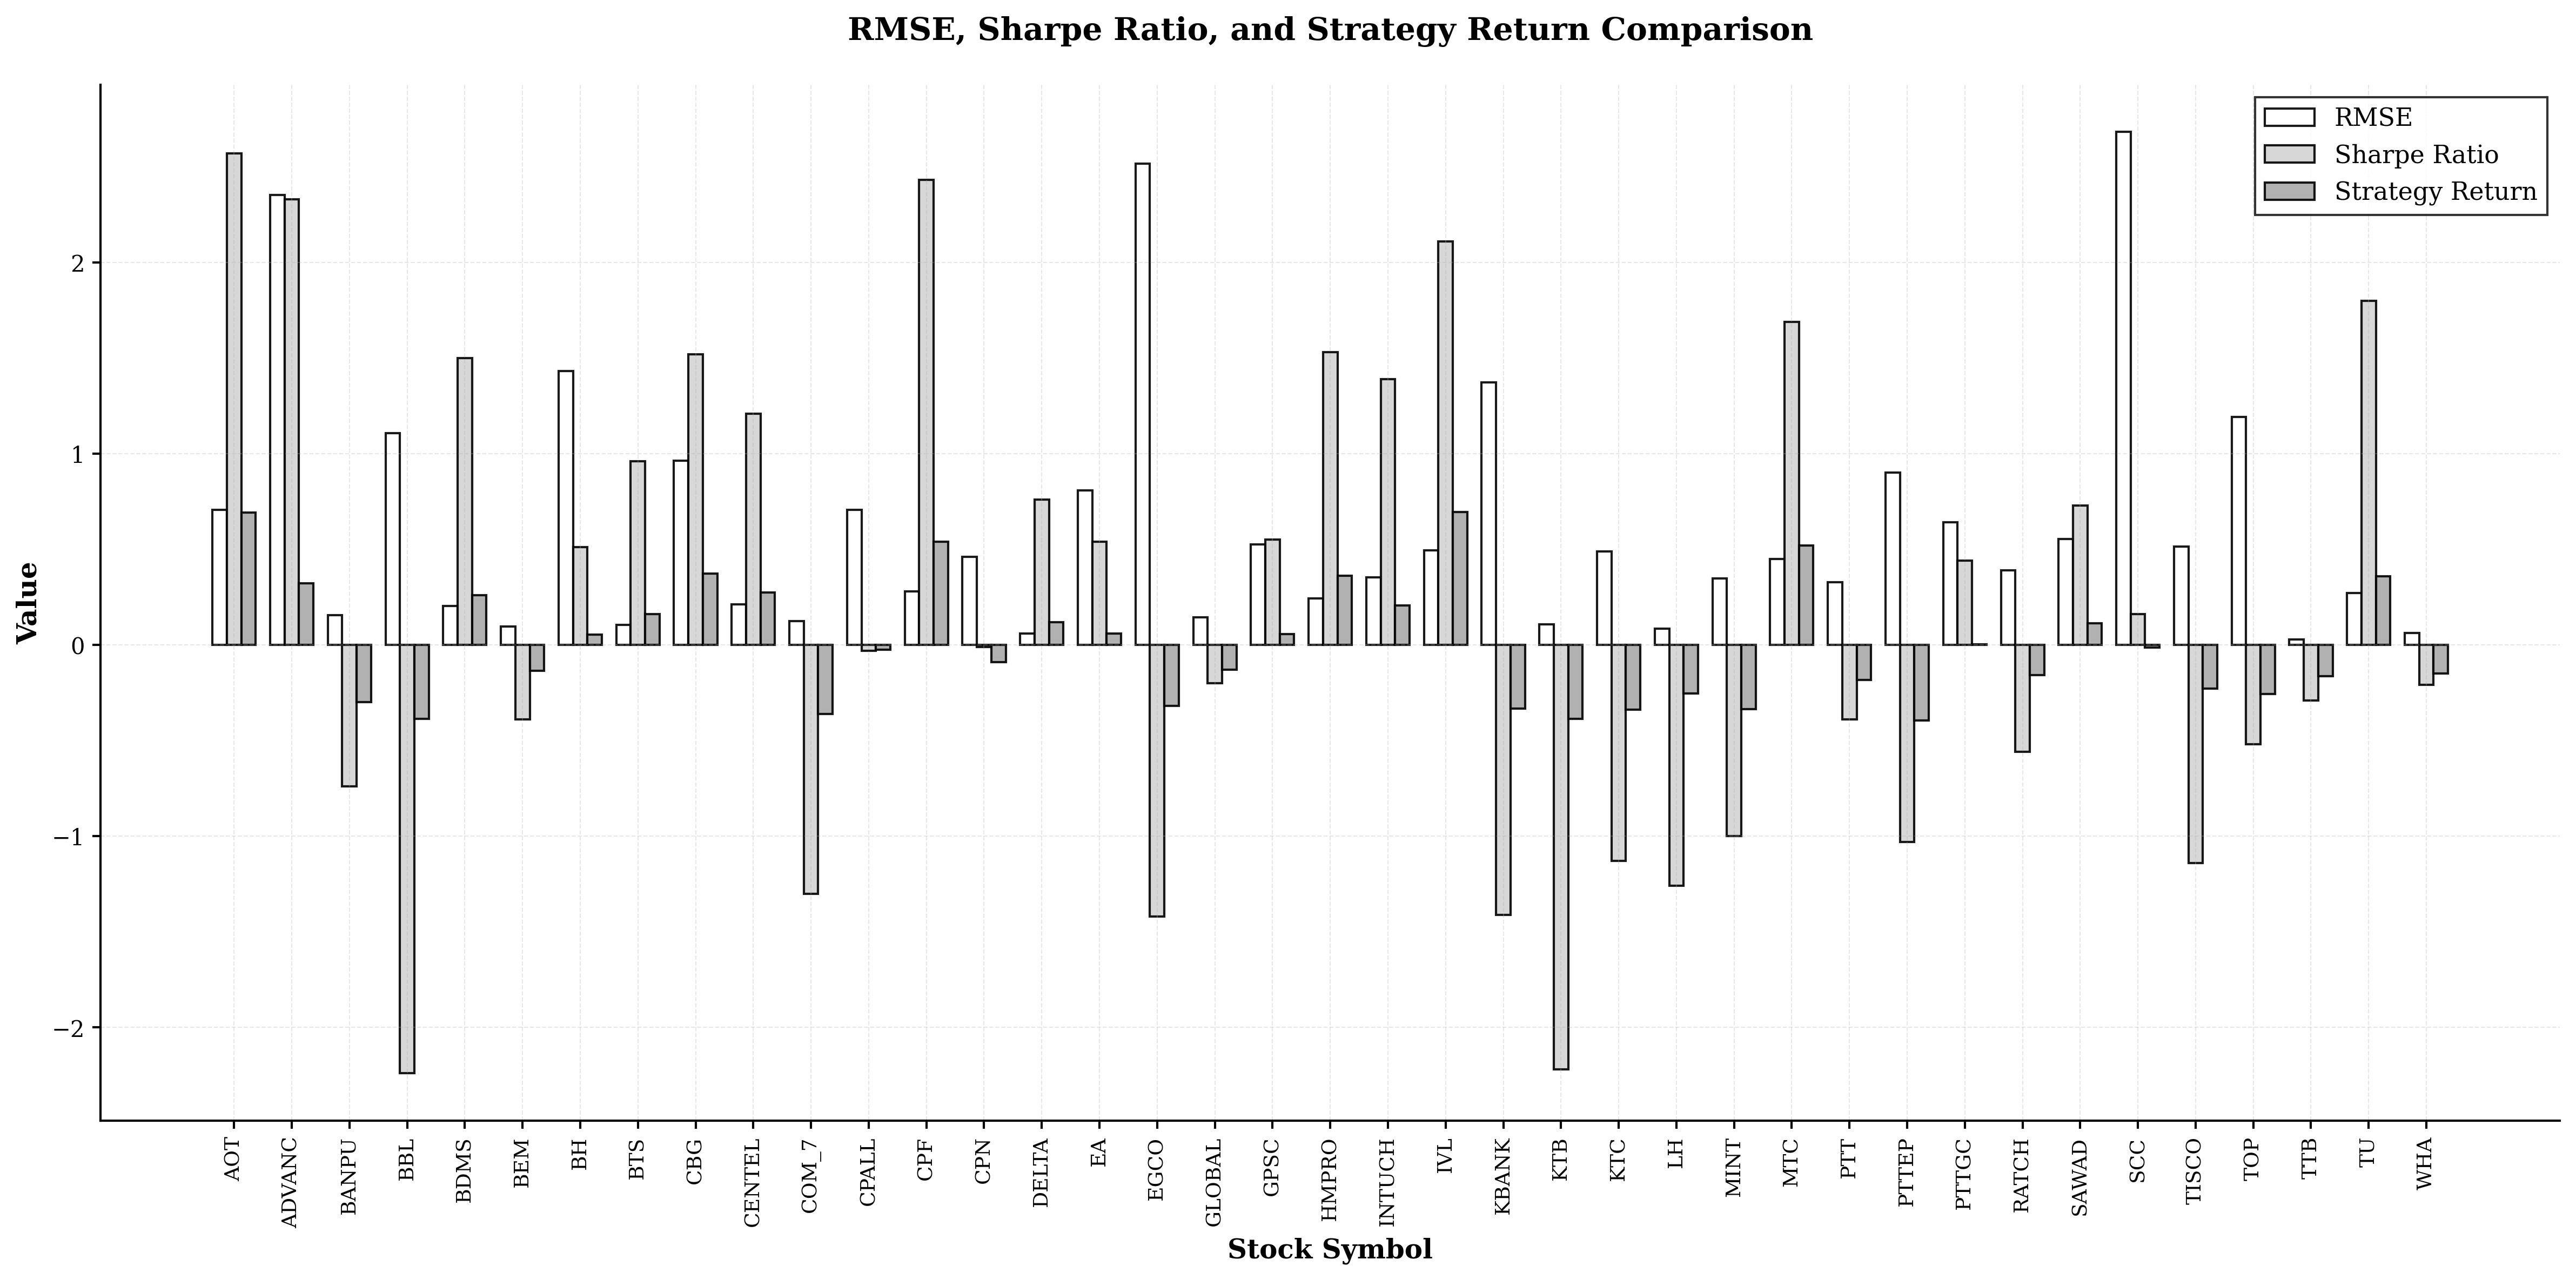 RMSE, Sharpe Ratio, and Strategy Return Comparison
RMSE
Sharpe Ratio
Strategy Return
Value
2
1
0
−1
−2
AOT
ADVANC
BANPU
BBL
BDMS
BEM
BH
BTS
CBG
CENTEL
COM_7
CPALL
CPF
CPN
DELTA
EA
EGCO
GLOBAL
GPSC
HMPRO
INTUCH
IVL
KBANK
KTB
KTC
LH
MINT
MTC
PTT
PTTEP
PTTGC
RATCH
SAWAD
SCC
TISCO
TOP
TTB
TU
WHA
Stock Symbol